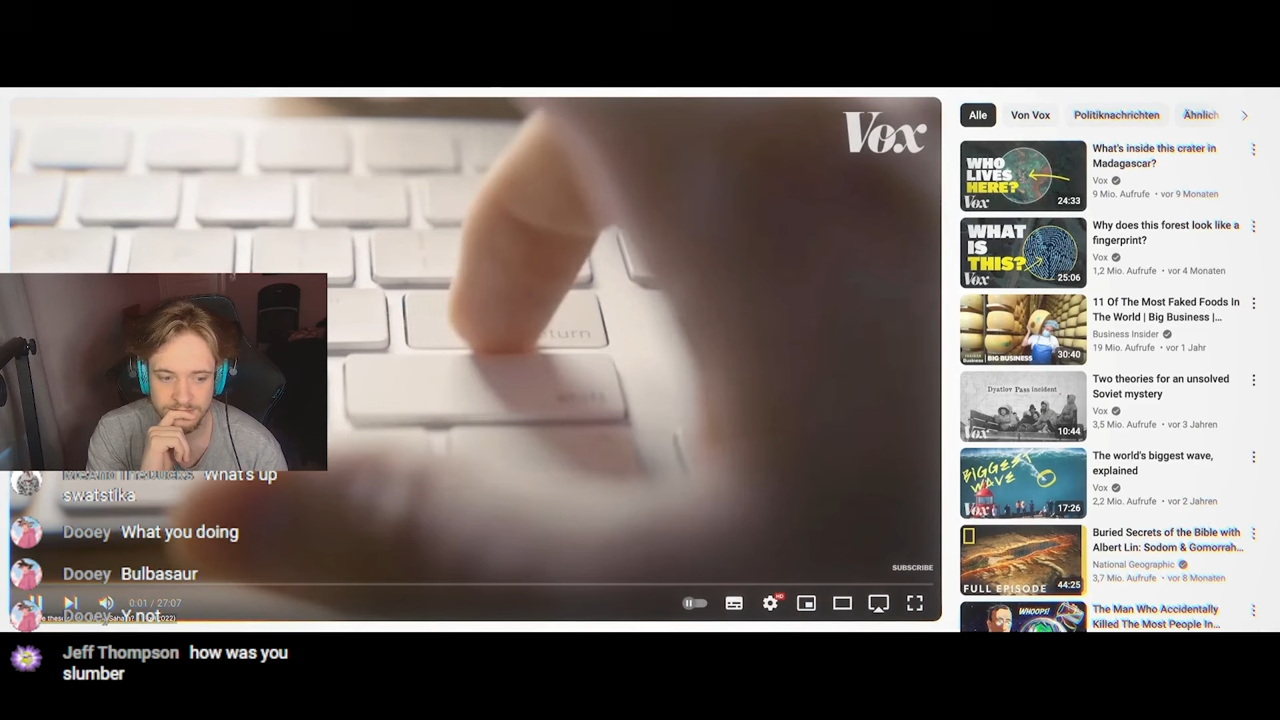 Vox
return
SUBSCRIBE
0:01 / 27:07
What's up
swatstika
Dooey What you doing
Dooey Bulbasaur
Dooey Y not
Jeff Thompson how was you
slumber
Alle Von Vox Politiknachrichten Ähnlich
WHO
LIVES
HERE?
Vox
24:33
What's inside this crater in
Madagascar?
Vox
9 Mio. Aufrufe • vor 9 Monaten
WHAT
IS
THIS?
Vox
25:06
Why does this forest look like a
fingerprint?
Vox
1,2 Mio. Aufrufe • vor 4 Monaten
BIG BUSINESS
30:40
11 Of The Most Faked Foods In
The World | Big Business |...
Business Insider
19 Mio. Aufrufe • vor 1 Jahr
Dyatlov Pass incident
Vox
10:44
Two theories for an unsolved
Soviet mystery
Vox
3,5 Mio. Aufrufe • vor 3 Jahren
BIGGEST
WAVE
Vox
17:26
The world's biggest wave,
explained
Vox
2,2 Mio. Aufrufe • vor 2 Jahren
FULL EPISODE
44:25
Buried Secrets of the Bible with
Albert Lin: Sodom & Gomorrah...
National Geographic
3,7 Mio. Aufrufe • vor 8 Monaten
WHOOPS!
The Man Who Accidentally
Killed The Most People In...